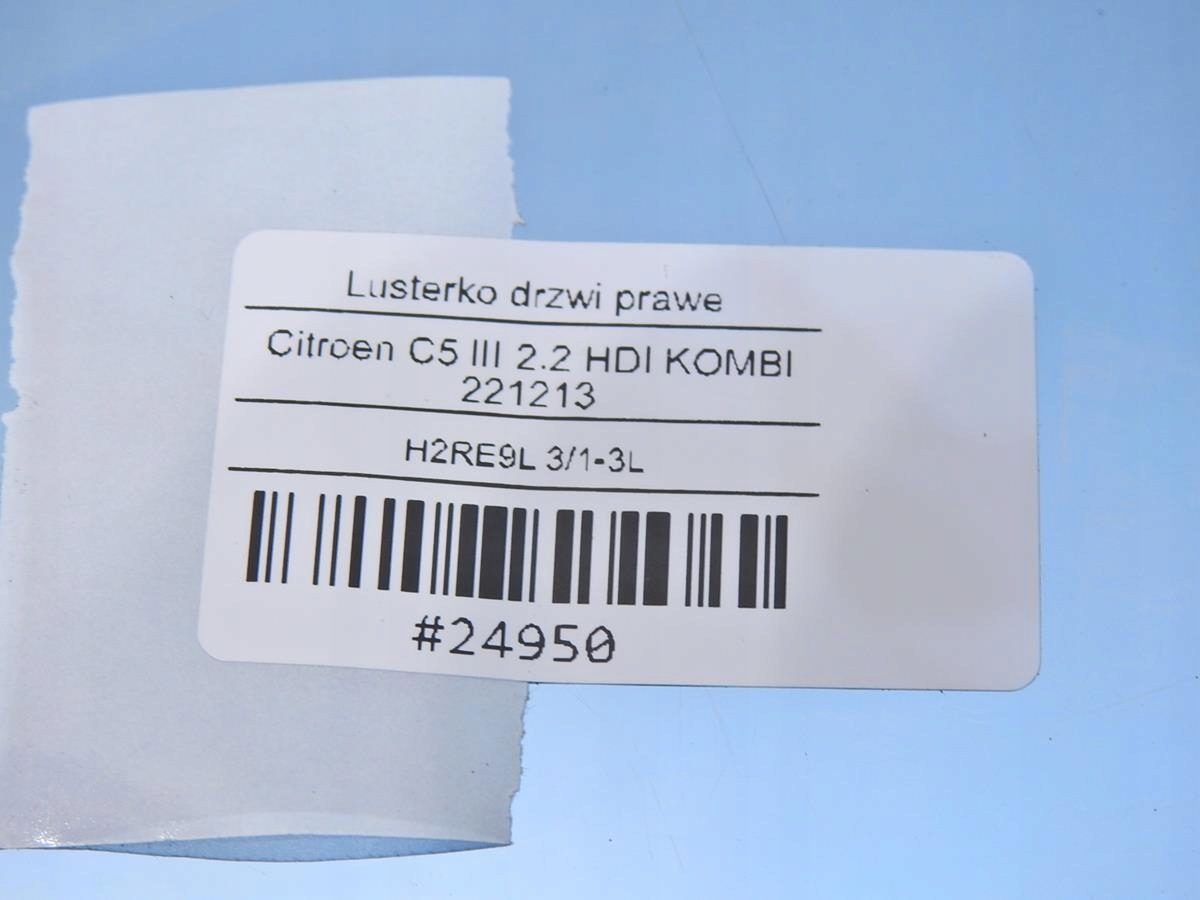 Lusterko drzwi prawe
Citroen C5 III 2.2 HDI KOMBI
221213
H2RE9L 3/1-3L
#24950